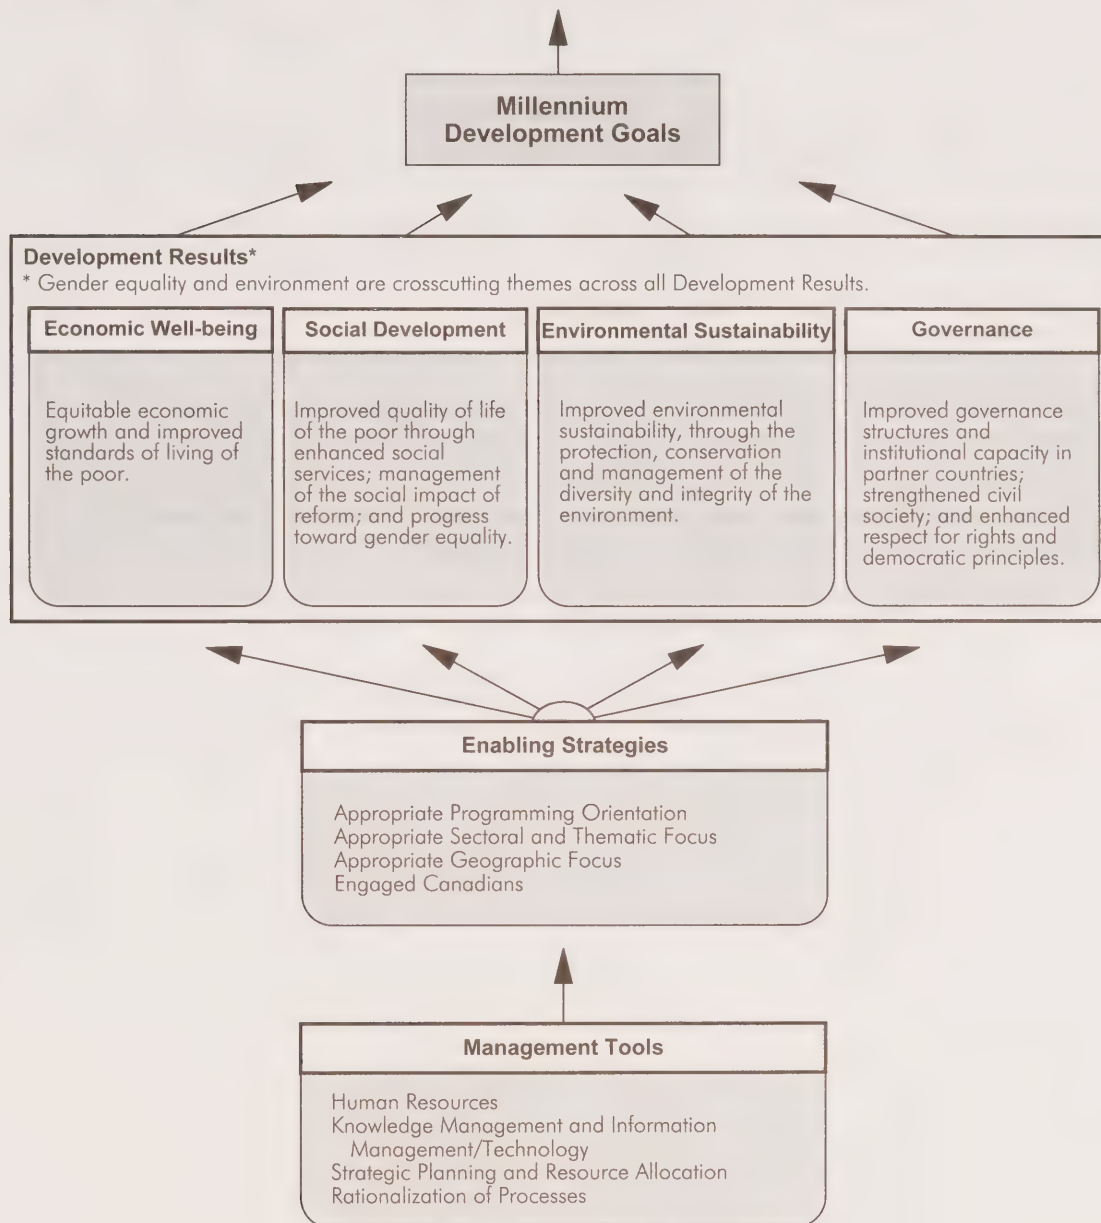 Millennium
Development Goals
Development Results*
* Gender equality and environment are crosscutting themes across all Development Results.
Economic Well-being
Equitable economic
growth and improved
standards of living of
the poor.
Social Development
Improved quality of life
of the poor through
enhanced social
services; management
of the social impact of
reform; and progress
toward gender equality.
Environmental Sustainability
Improved environmental
sustainability, through the
protection, conservation
and management of the
diversity and integrity of the
environment.
Governance
Improved governance
structures and
institutional capacity in
partner countries;
strengthened civil
society; and enhanced
respect for rights and
democratic principles.
Enabling Strategies
Appropriate Programming Orientation
Appropriate Sectoral and Thematic Focus
Appropriate Geographic Focus
Engaged Canadians
Management Tools
Human Resources
Knowledge Management and Information
Management/Technology
Strategic Planning and Resource Allocation
Rationalization of Processes